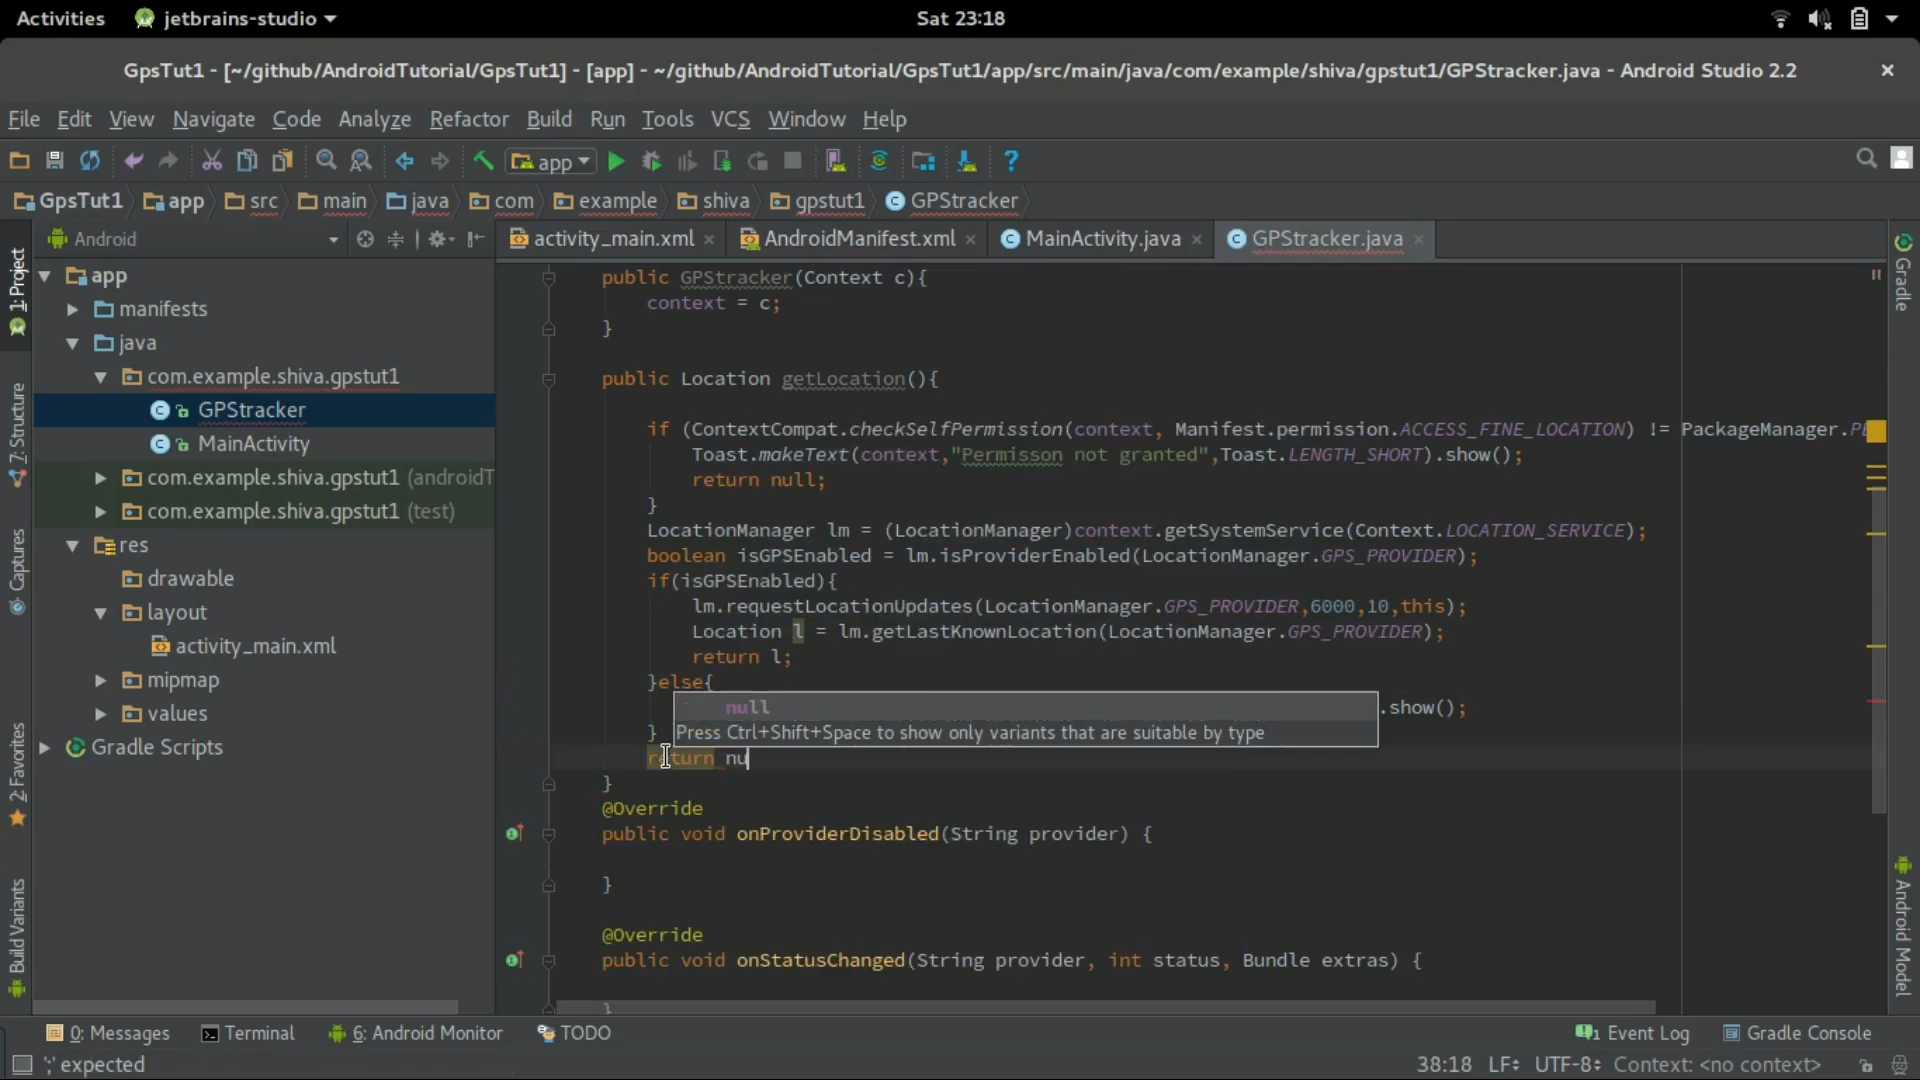 Activities jetbrains-studio Sat 23:18
GpsTut1 - [~/github/AndroidTutorial/GpsTut1] - [app] - ~/github/AndroidTutorial/GpsTut1/app/src/main/java/com/example/shiva/gpstut1/GPStracker.java - Android Studio 2.2
File Edit View Navigate Code Analyze Refactor Build Run Tools VCS Window Help
app
GpsTut1 app src main java com example shiva gpstut1 GPStracker
Android
activity_main.xml AndroidManifest.xml MainActivity.java GPStracker.java
1: Project
7: Structure
Captures
2: Favorites
Build Variants
app
manifests
java
com.example.shiva.gpstut1
GPStracker
MainActivity
com.example.shiva.gpstut1 (androidT
com.example.shiva.gpstut1 (test)
res
drawable
layout
activity_main.xml
mipmap
values
Gradle Scripts
public GPStracker(Context c){
context = c;
}
public Location getLocation(){
if (ContextCompat.checkSelfPermission(context, Manifest.permission.ACCESS_FINE_LOCATION) != PackageManager.PE
Toast.makeText(context,"Permisson not granted",Toast.LENGTH_SHORT).show();
return null;
}
LocationManager lm = (LocationManager)context.getSystemService(Context.LOCATION_SERVICE);
boolean isGPSEnabled = lm.isProviderEnabled(LocationManager.GPS_PROVIDER);
if(isGPSEnabled){
lm.requestLocationUpdates(LocationManager.GPS_PROVIDER,6000,10,this);
Location l = lm.getLastKnownLocation(LocationManager.GPS_PROVIDER);
return l;
}else{
null .show();
} Press Ctrl+Shift+Space to show only variants that are suitable by type
return nu
}
@Override
public void onProviderDisabled(String provider) {
}
@Override
public void onStatusChanged(String provider, int status, Bundle extras) {
}
Gradle
Android Model
0: Messages Terminal 6: Android Monitor TODO 1 Event Log Gradle Console
';' expected 38:18 LF UTF-8 Context: <no context>